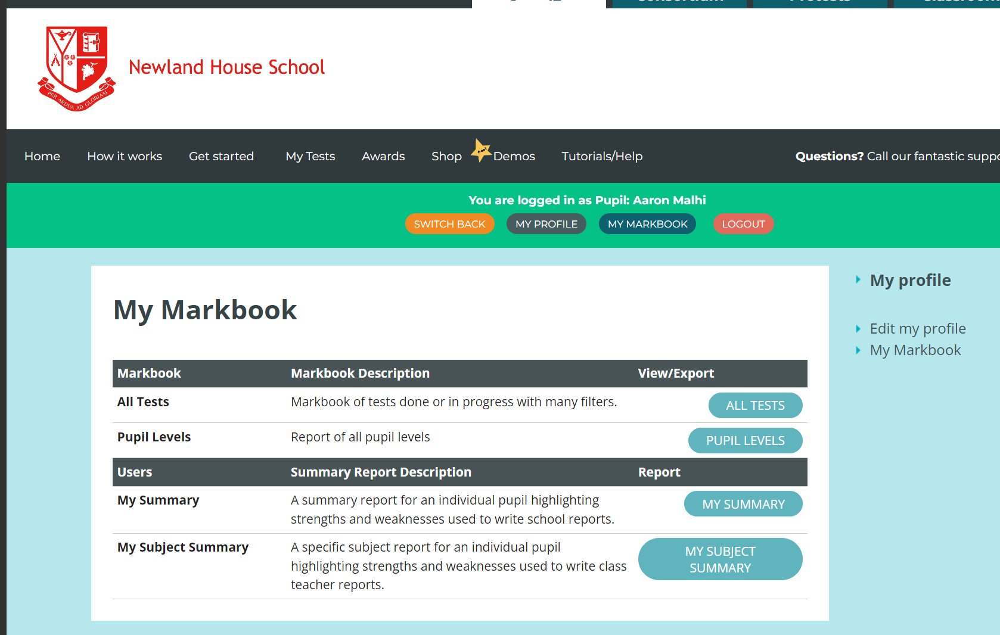 Newland House School
PER ARDUA AD GLORIAM
Home How it works Get started My Tests Awards Shop free! Demos Tutorials/Help Questions? Call our fantastic
You are logged in as Pupil: Aaron Malhi
SWITCH BACK MY PROFILE MY MARKBOOK LOGOUT
My Markbook
Markbook Markbook Description View/Export
All Tests Markbook of tests done or in progress with many filters. ALL TESTS
Pupil Levels Report of all pupil levels PUPIL LEVELS
Users Summary Report Description Report
My Summary A summary report for an individual pupil highlighting
strengths and weaknesses used to write school reports. MY SUMMARY
My Subject Summary A specific subject report for an individual pupil
highlighting strengths and weaknesses used to write class
teacher reports.
MY SUBJECT
SUMMARY
My profile
Edit my profile
My Markbook